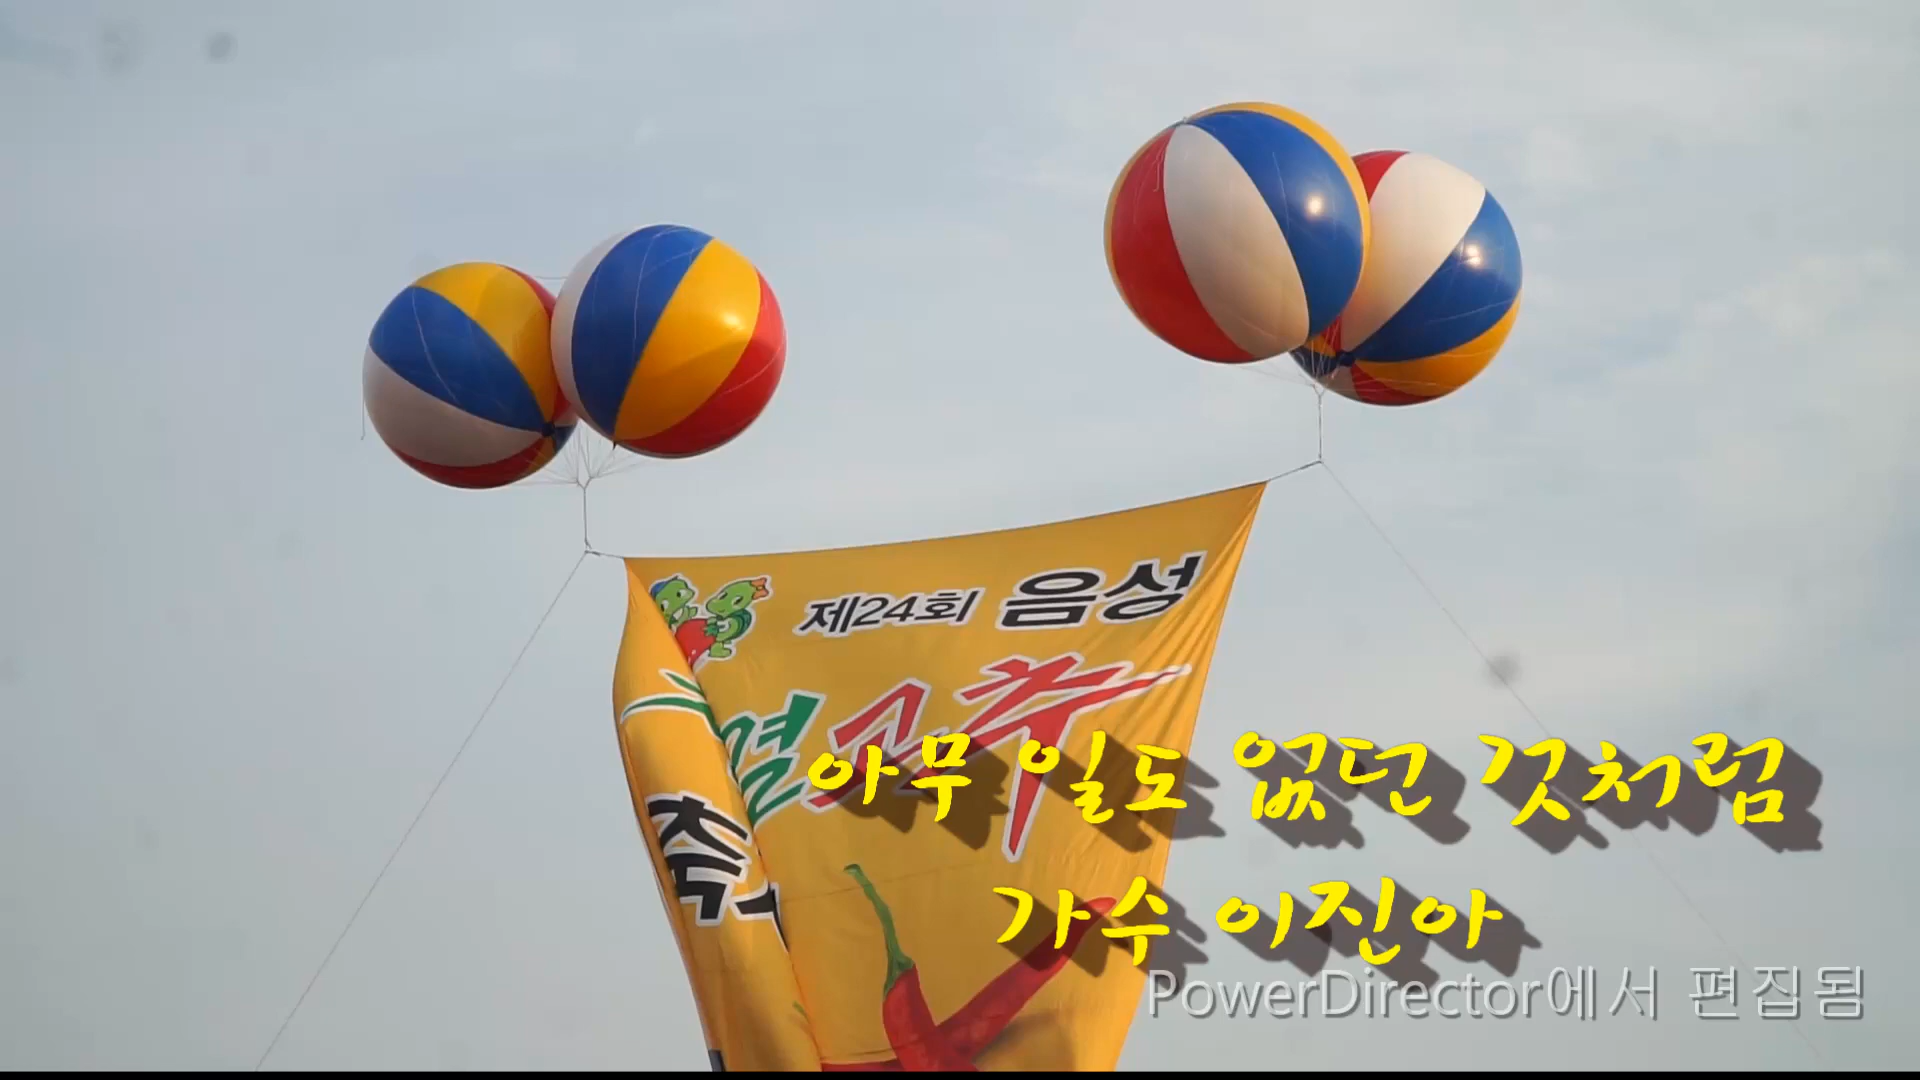 제24회 음성
고추
아무 일도 없던 것처럼
가수 이진아
PowerDirector에서 편집됨